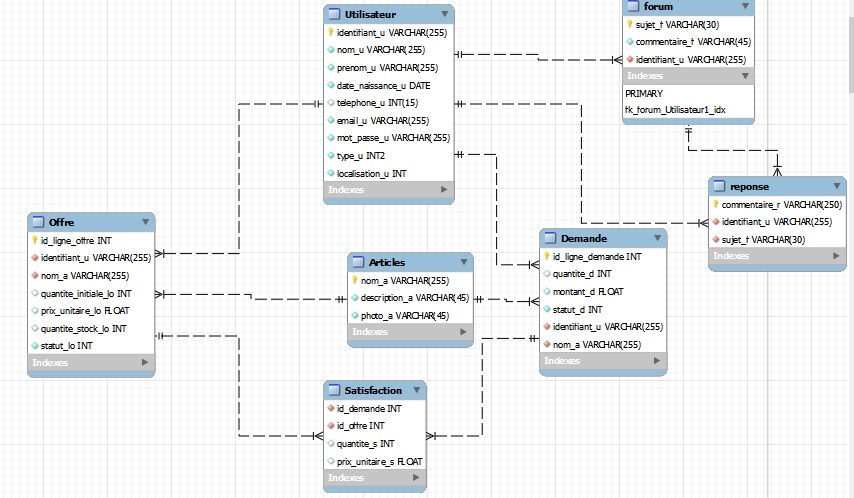 Utilisateur
identifiant_u VARCHAR(255)
nom_u VARCHAR(255)
prenom_u VARCHAR(255)
date_naissance_u DATE
telephone_u INT(15)
email_u VARCHAR(255)
mot_passe_u VARCHAR(255)
type_u INT2
localisation_u INT
Indexes
forum
sujet_f VARCHAR(30)
commentaire_f VARCHAR(45)
identifiant_u VARCHAR(255)
Indexes
PRIMARY
fk_forum_Utilisateur1_idx
reponse
commentaire_r VARCHAR(250)
identifiant_u VARCHAR(255)
sujet_f VARCHAR(30)
Indexes
Offre
id_ligne_offre INT
identifiant_u VARCHAR(255)
nom_a VARCHAR(255)
quantite_initiale_lo INT
prix_unitaire_lo FLOAT
quantite_stock_lo INT
statut_lo INT
Indexes
Articles
nom_a VARCHAR(255)
description_a VARCHAR(45)
photo_a VARCHAR(45)
Indexes
Demande
id_ligne_demande INT
quantite_d INT
montant_d FLOAT
statut_d INT
identifiant_u VARCHAR(255)
nom_a VARCHAR(255)
Indexes
Satisfaction
id_demande INT
id_offre INT
quantite_s INT
prix_unitaire_s FLOAT
Indexes